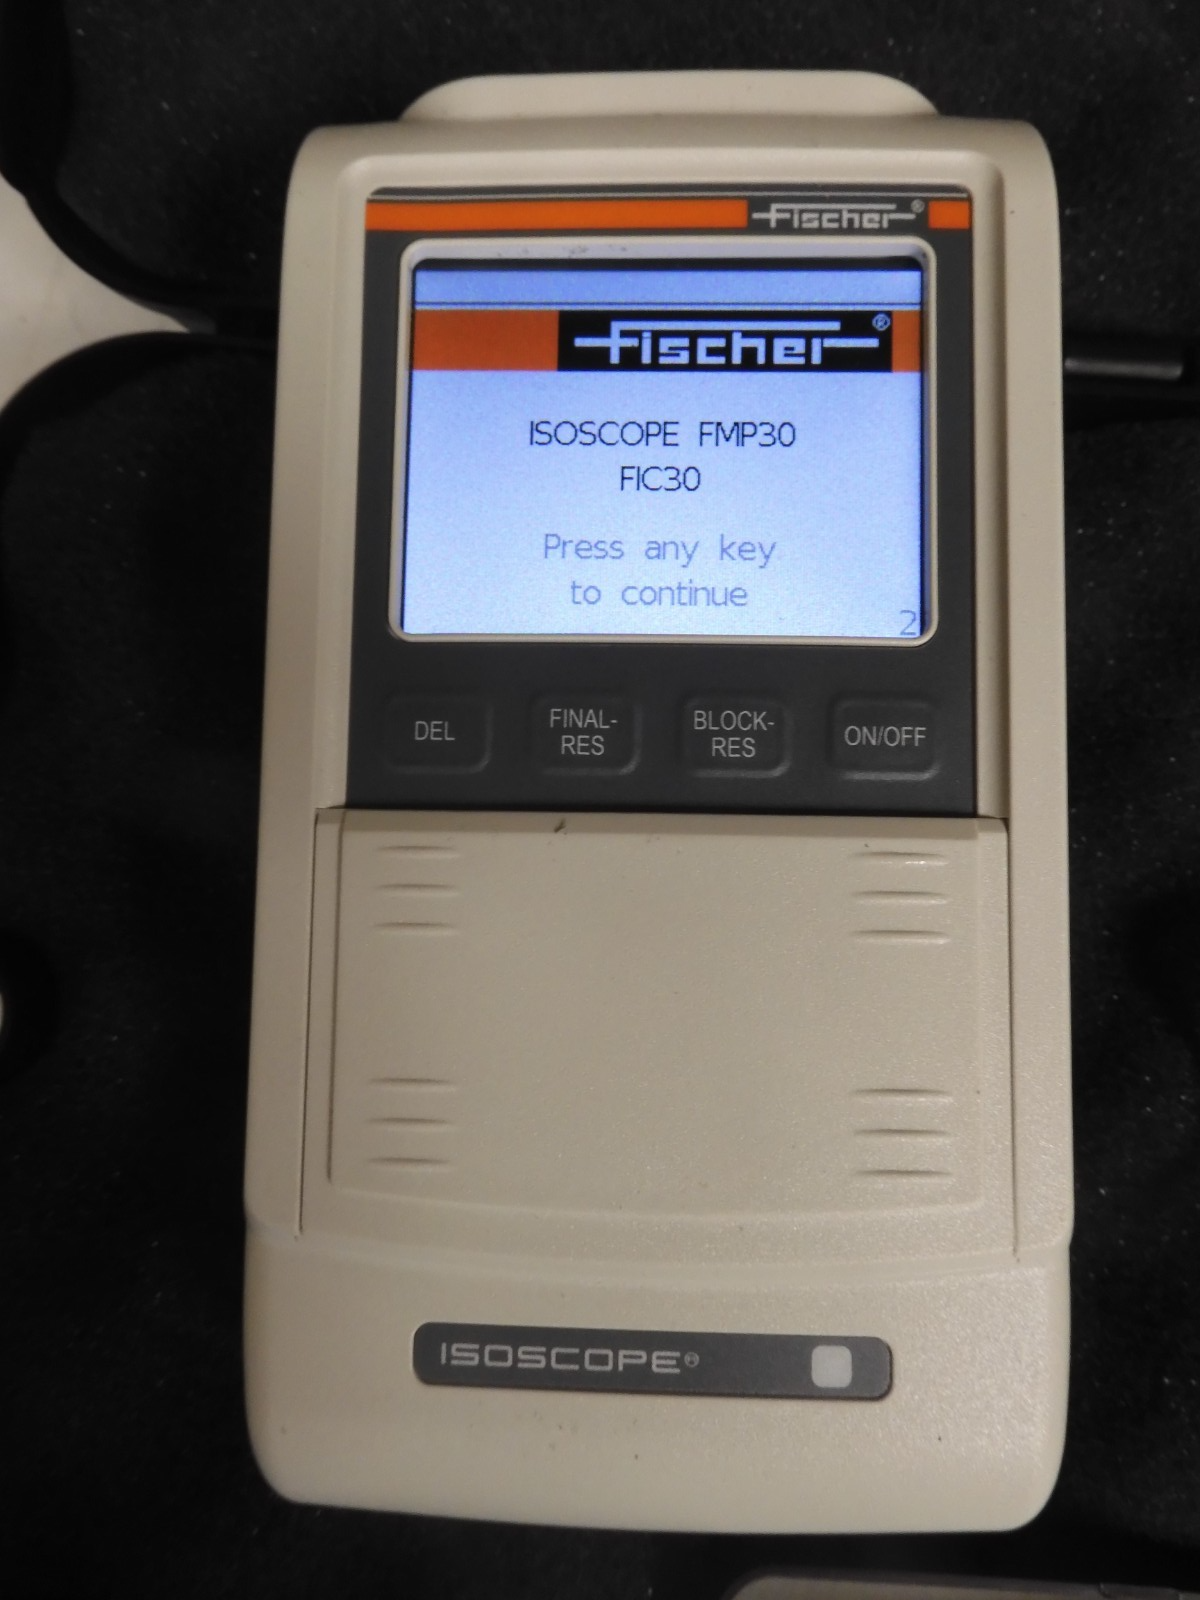 Fischer®
Fischer®
ISOSCOPE FMP30
FIC30
Press any key
to continue
2
DEL
FINAL-
RES
BLOCK-
RES
ON/OFF
ISOSCOPE®